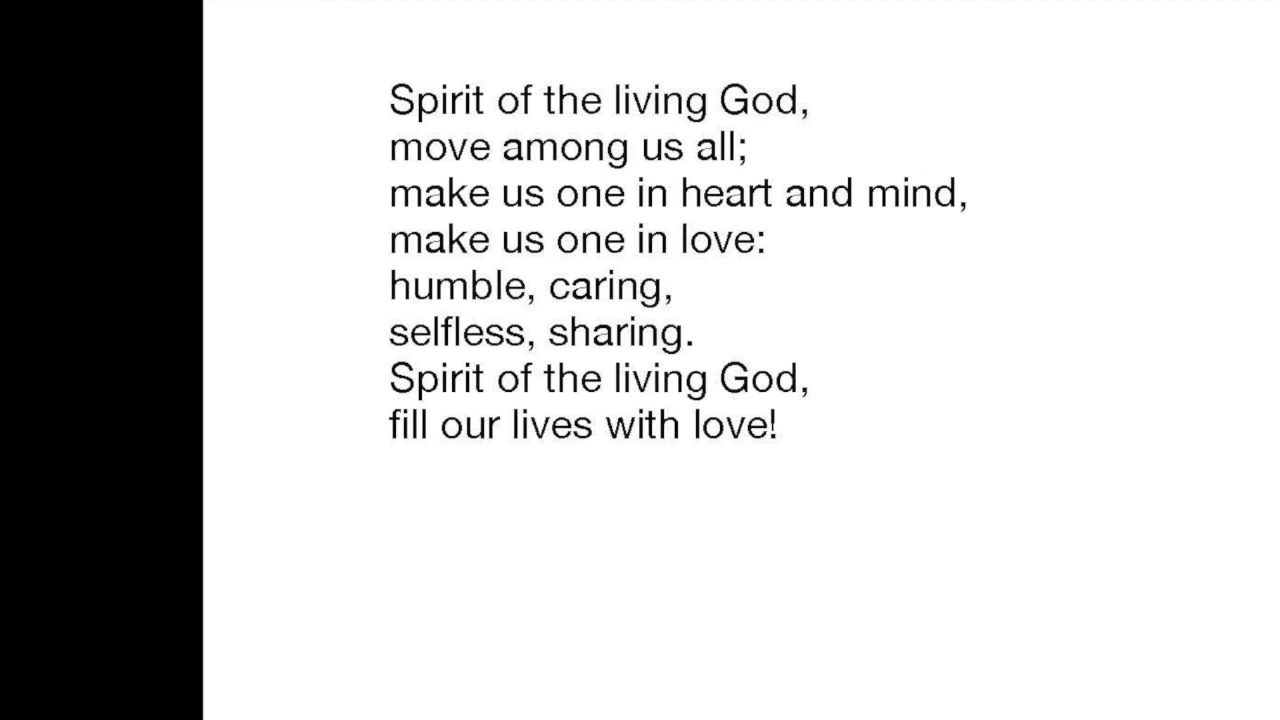 Spirit of the living God,
move among us all;
make us one in heart and mind,
make us one in love:
humble, caring,
selfless, sharing.
Spirit of the living God,
fill our lives with love!